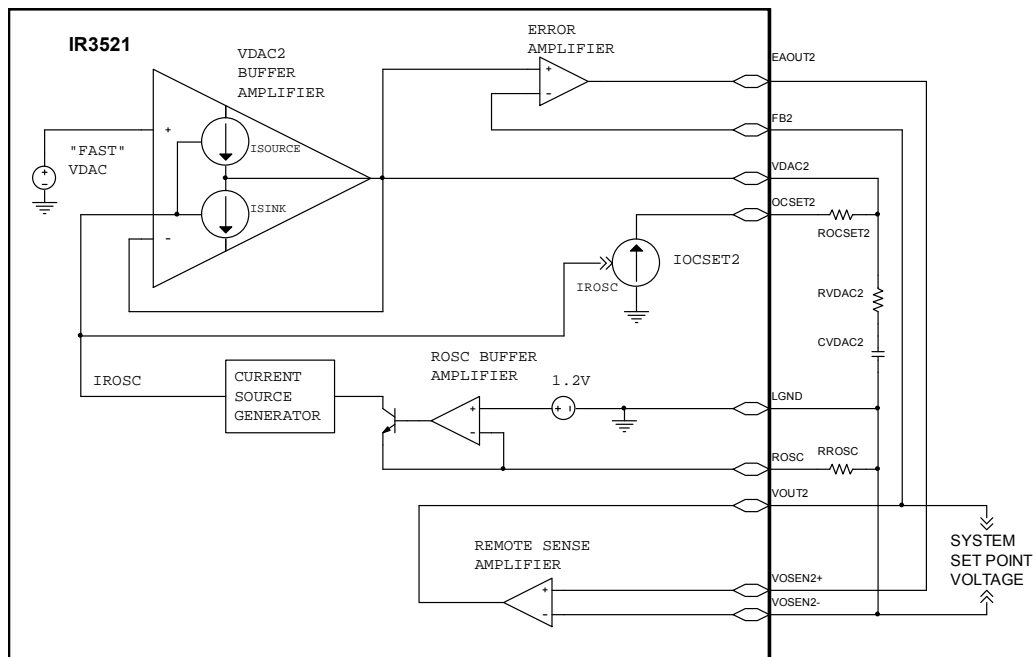 IR3521
VDAC2
BUFFER
AMPLIFIER
ERROR
AMPLIFIER
EAOUT2
+
-
FB2
+
"FAST"
VDAC
+
-
ISOURCE
VDAC2
ISINK
OCSET2
ROCSET2
-
IOCSET2
IROSC
RVDAC2
CVDAC2
ROSC BUFFER
AMPLIFIER
1.2V
IROSC
CURRENT
SOURCE
GENERATOR
LGND
+
-
+ -
ROSC
RROSC
VOUT2
SYSTEM
SET POINT
VOLTAGE
REMOTE SENSE
AMPLIFIER
VOSEN2+
+
-
VOSEN2-